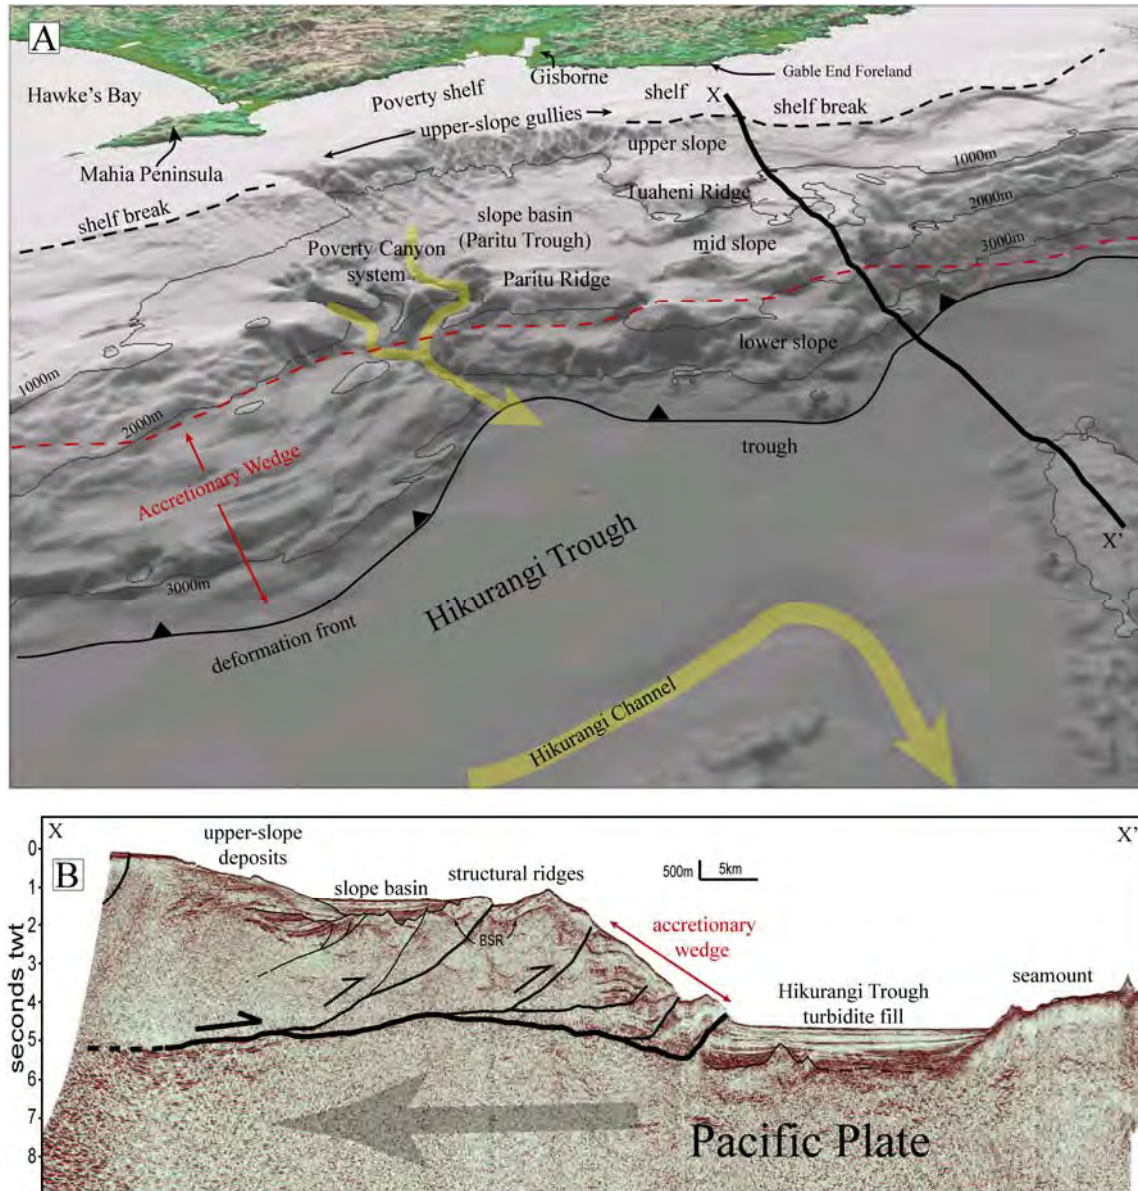 A
Hawke's Bay
Mahia Peninsula
Poverty shelf
Gisborne
Gable End Foreland
shelf
X
shelf break
upper-slope gullies
upper slope
1000m
2000m
3000m
shelf break
Tuaheni Ridge
slope basin
(Paritu Trough)
mid slope
Poverty Canyon
system
Paritu Ridge
lower slope
1000m
2000m
trough
Accretionary Wedge
X'
3000m
Hikurangi Trough
deformation front
Hikurangi Channel
X
X'
B
upper-slope
deposits
slope basin
structural ridges
500m
5km
BSR
accretionary
wedge
Hikurangi Trough
turbidite fill
seamount
seconds twt
0
1
2
3
4
5
6
7
8
Pacific Plate